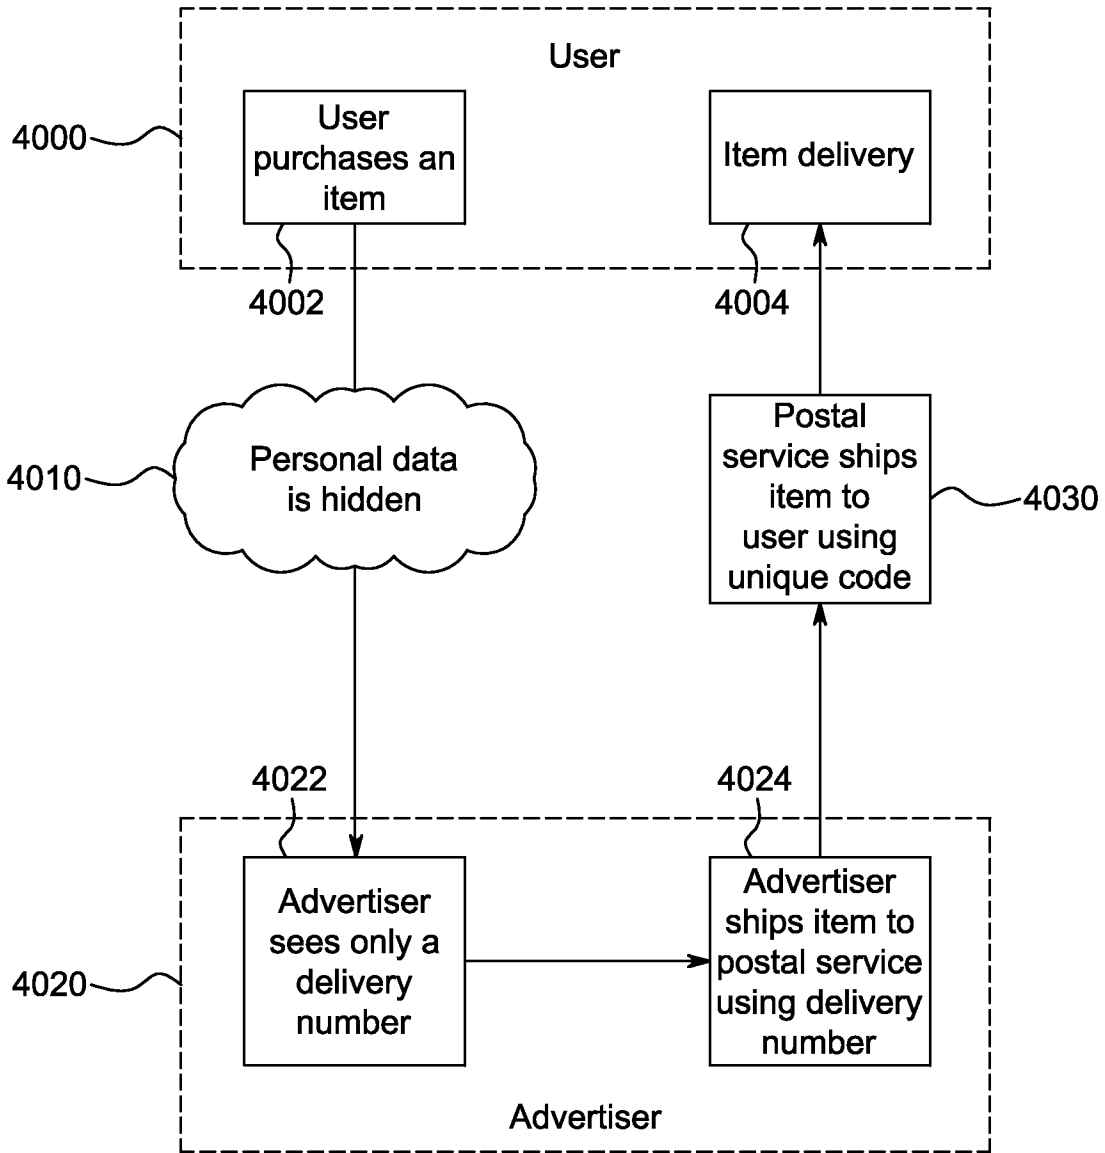 User
4000
User
purchases an
item
Item delivery
4002
4004
4010
Personal data
is hidden
Postal
service ships
item to
user using
unique code
4030
4022
4024
4020
Advertiser
sees only a
delivery
number
Advertiser
ships item to
postal service
using delivery
number
Advertiser